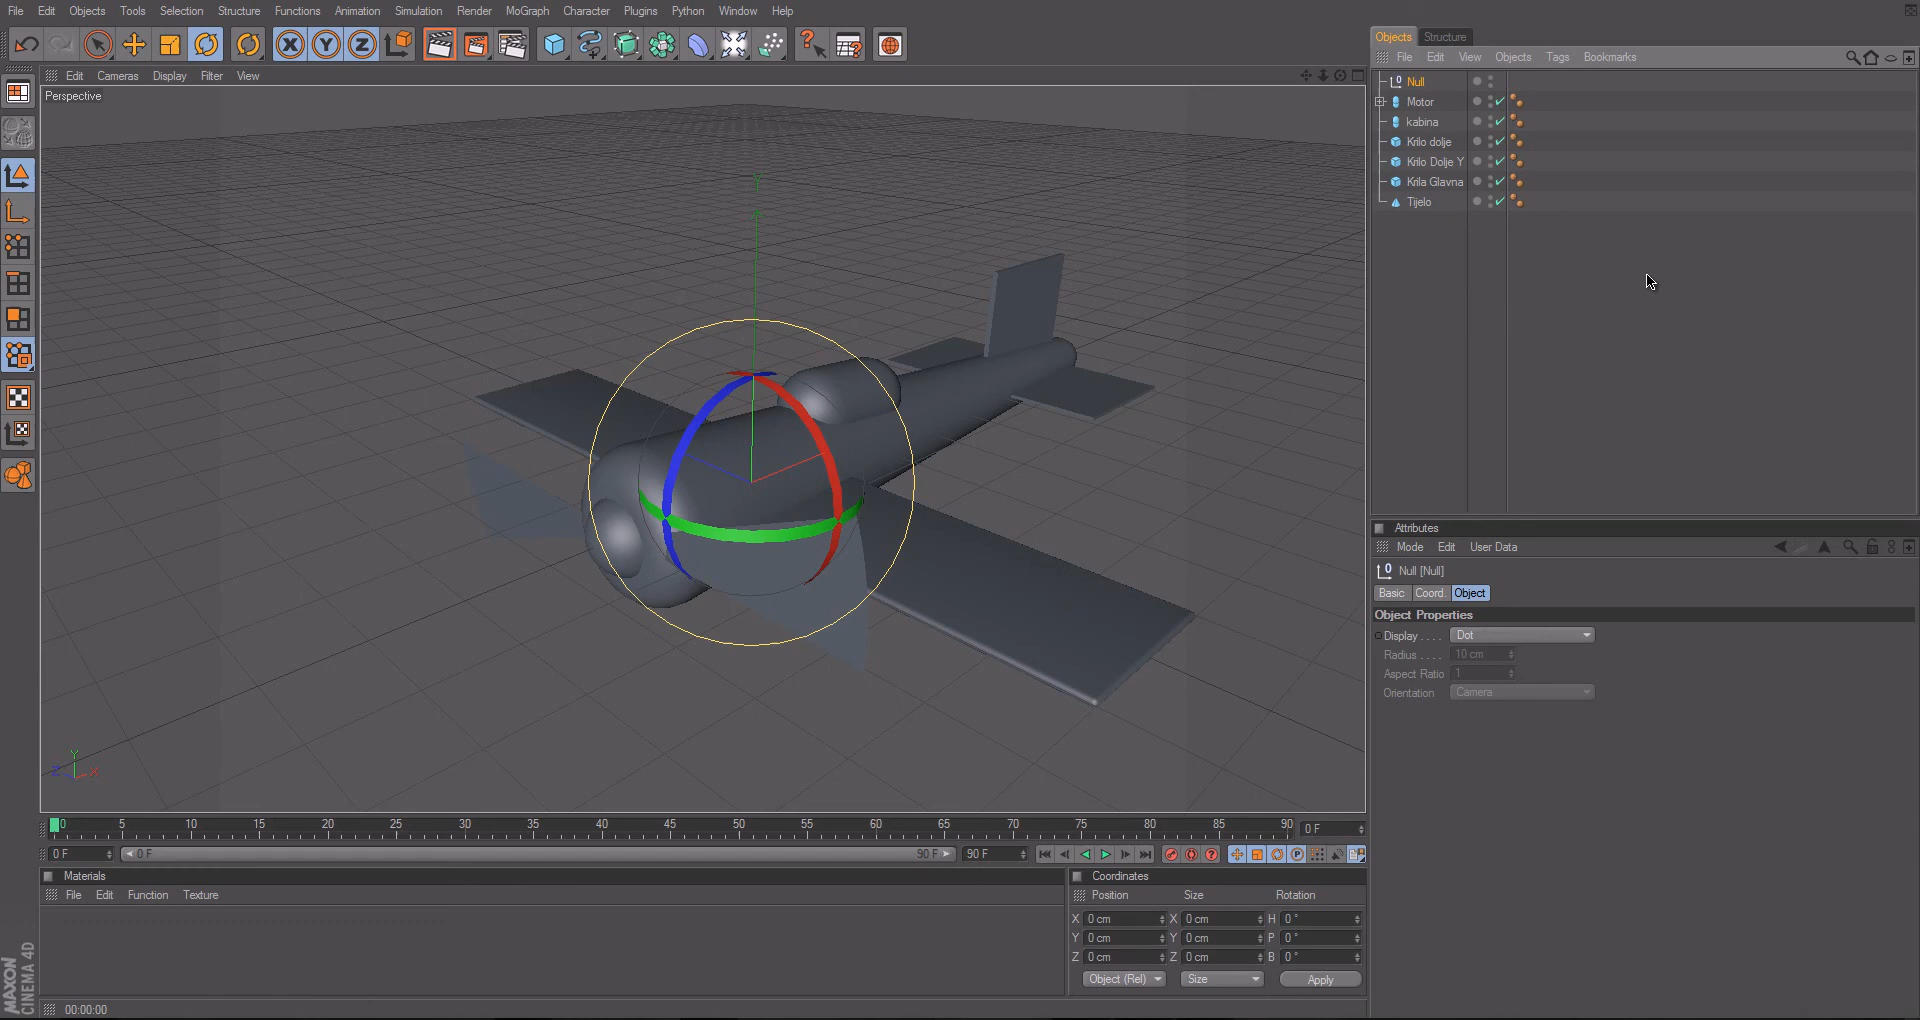 File Edit Objects Tools Selection Structure Functions Animation Simulation Render MoGraph Character Plugins Python Window Help
X Y Z
Edit Cameras Display Filter View
Perspective
Y
Y
Z X
0 5 10 15 20 25 30 35 40 45 50 55 60 65 70 75 80 85 90 0 F
0 F 0 F 90 F 90 F
Materials
File Edit Function Texture
Coordinates
Position Size Rotation
X 0 cm X 0 cm H 0 °
Y 0 cm Y 0 cm P 0 °
Z 0 cm Z 0 cm B 0 °
Object (Rel) Size Apply
MAXON
CINEMA 4D
00:00:00
Objects Structure
File Edit View Objects Tags Bookmarks
Null
Motor
kabina
Krilo dolje
Krilo Dolje Y
Krila Glavna
Tijelo
Attributes
Mode Edit User Data
Null [Null]
Basic Coord. Object
Object Properties
Display . . . . Dot
Radius . . . . 10 cm
Aspect Ratio 1
Orientation Camera